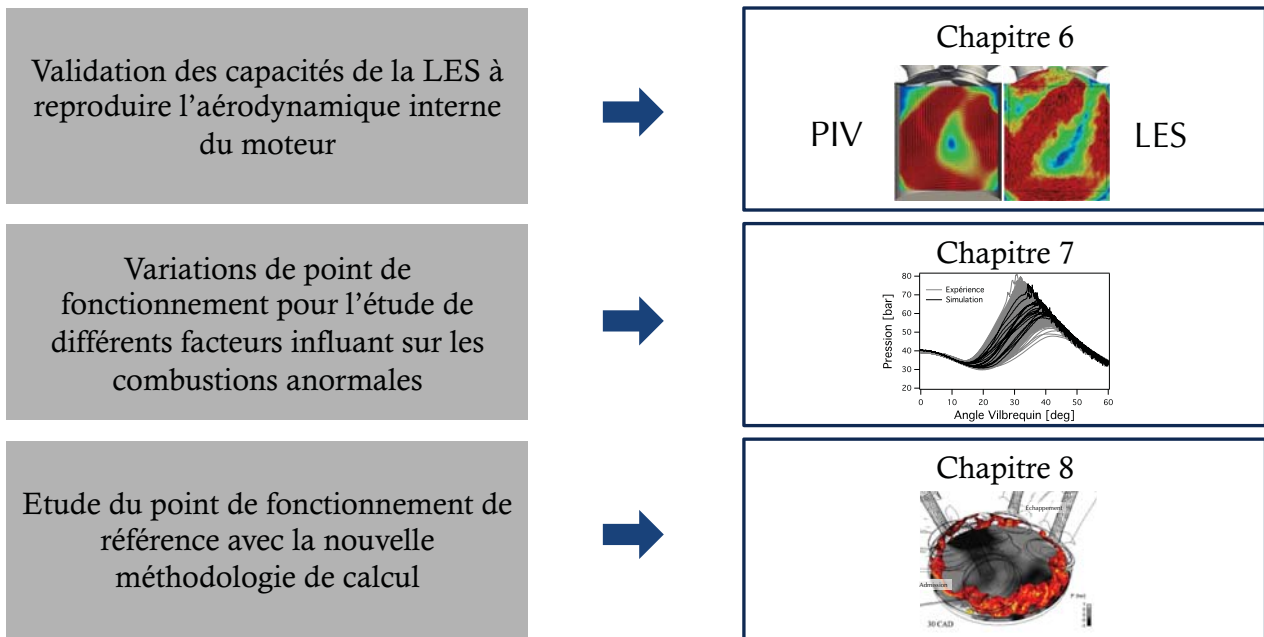 Validation des capacités de la LES à
reproduire l'aérodynamique interne
du moteur
Chapitre 6
PIV
LES
Variations de point de
fonctionnement pour l'étude de
différents facteurs influant sur les
combustions anormales
Chapitre 7
80
70
60
50
40
30
20
Pression [bar]
Expérience
Simulation
0 10 20 30 40 50 60
Angle Vilbrequin [deg]
Etude du point de fonctionnement de
référence avec la nouvelle
méthodologie de calcul
Chapitre 8
Echappement
Admission
30 CAD